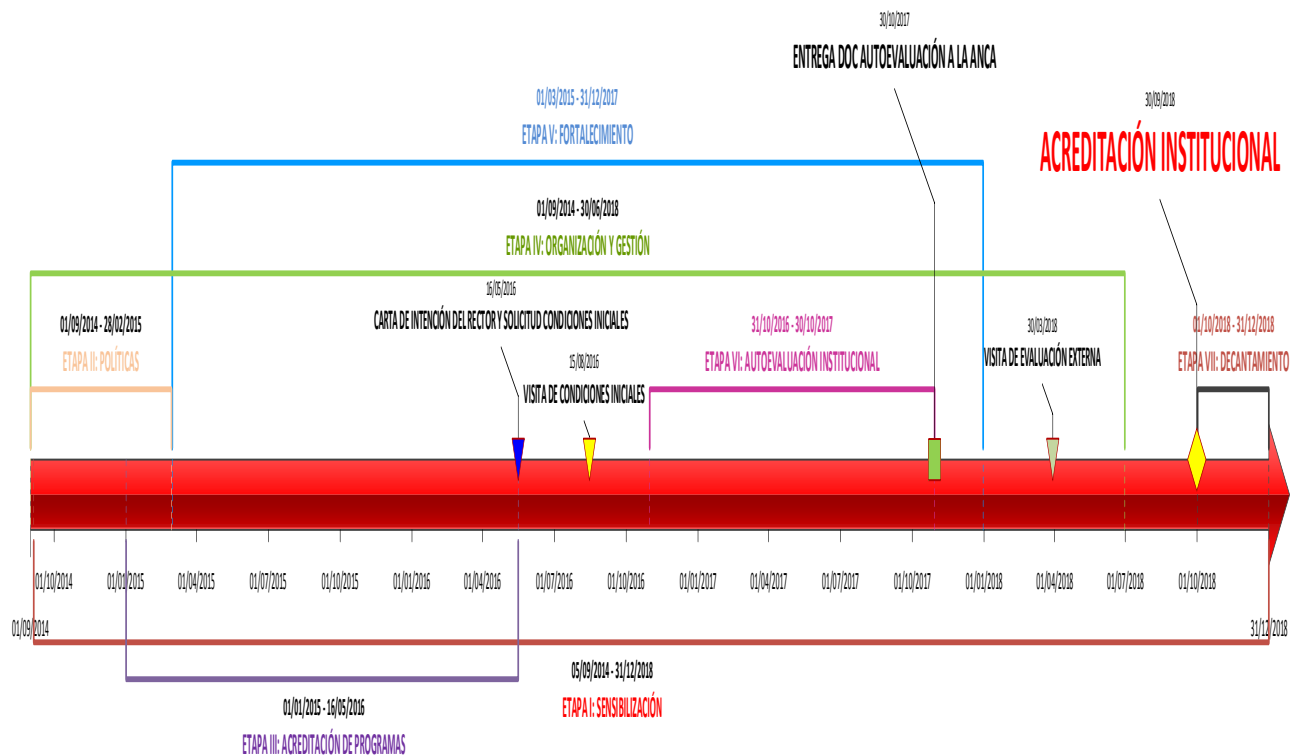 30/10/2017
ENTREGA DOC AUTOEVALUACIÓN A LA ANCA
30/09/2018
ACREDITACIÓN INSTITUCIONAL
01/03/2015 - 31/12/2017
ETAPA V: FORTALECIMIENTO
01/09/2014 - 30/06/2018
ETAPA IV: ORGANIZACIÓN Y GESTIÓN
16/05/2016
CARTA DE INTENCIÓN DEL RECTOR Y SOLICITUD CONDICIONES INICIALES
01/09/2014 - 28/02/2015
ETAPA II: POLÍTICAS
15/08/2016
VISITA DE CONDICIONES INICIALES
31/10/2016 - 30/10/2017
ETAPA VI: AUTOEVALUACIÓN INSTITUCIONAL
30/03/2018
VISITA DE EVALUACIÓN EXTERNA
01/10/2018 - 31/12/2018
ETAPA VII: DECANTAMIENTO
01/10/2014 01/01/2015 01/04/2015 01/07/2015 01/10/2015 01/01/2016 01/04/2016 01/07/2016 01/10/2016 01/01/2017 01/04/2017 01/07/2017 01/10/2017 01/01/2018 01/04/2018 01/07/2018 01/10/2018
01/09/2014 31/12/2018
05/09/2014 - 31/12/2018
ETAPA I: SENSIBILIZACIÓN
01/01/2015 - 16/05/2016
ETAPA III: ACREDITACIÓN DE PROGRAMAS